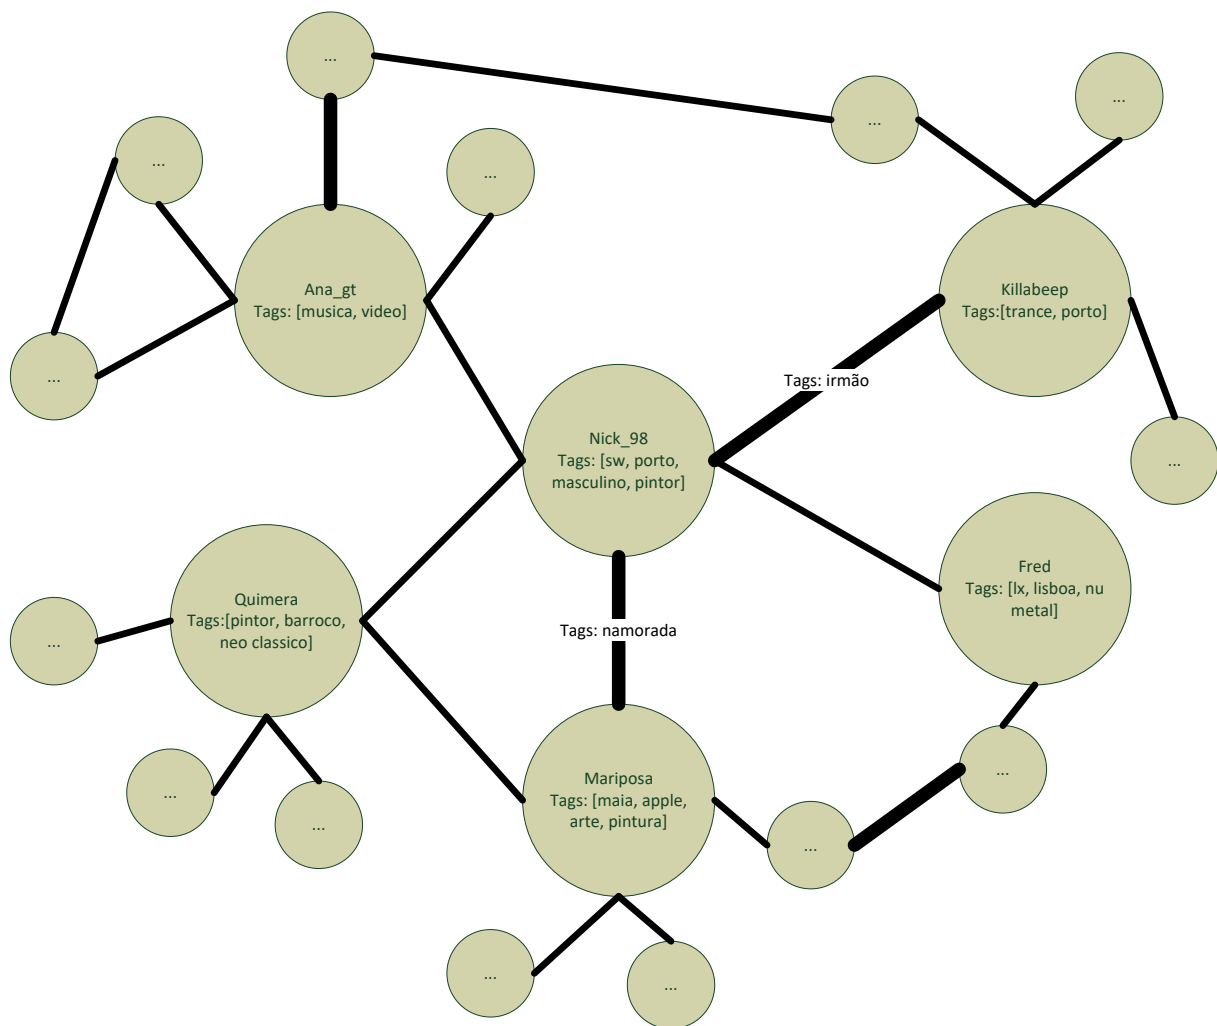 ...
...
...
...
...
Ana_gt
Tags: [musica, video]
Killabeep
Tags:[trance, porto]
...
Tags: irmão
Nick_98
Tags: [sw, porto,
masculino, pintor]
...
Fred
Tags: [lx, lisboa, nu
metal]
Quimera
Tags:[pintor, barroco,
neo classico]
Tags: namorada
...
...
Mariposa
Tags: [maia, apple,
arte, pintura]
...
...
...
...
...